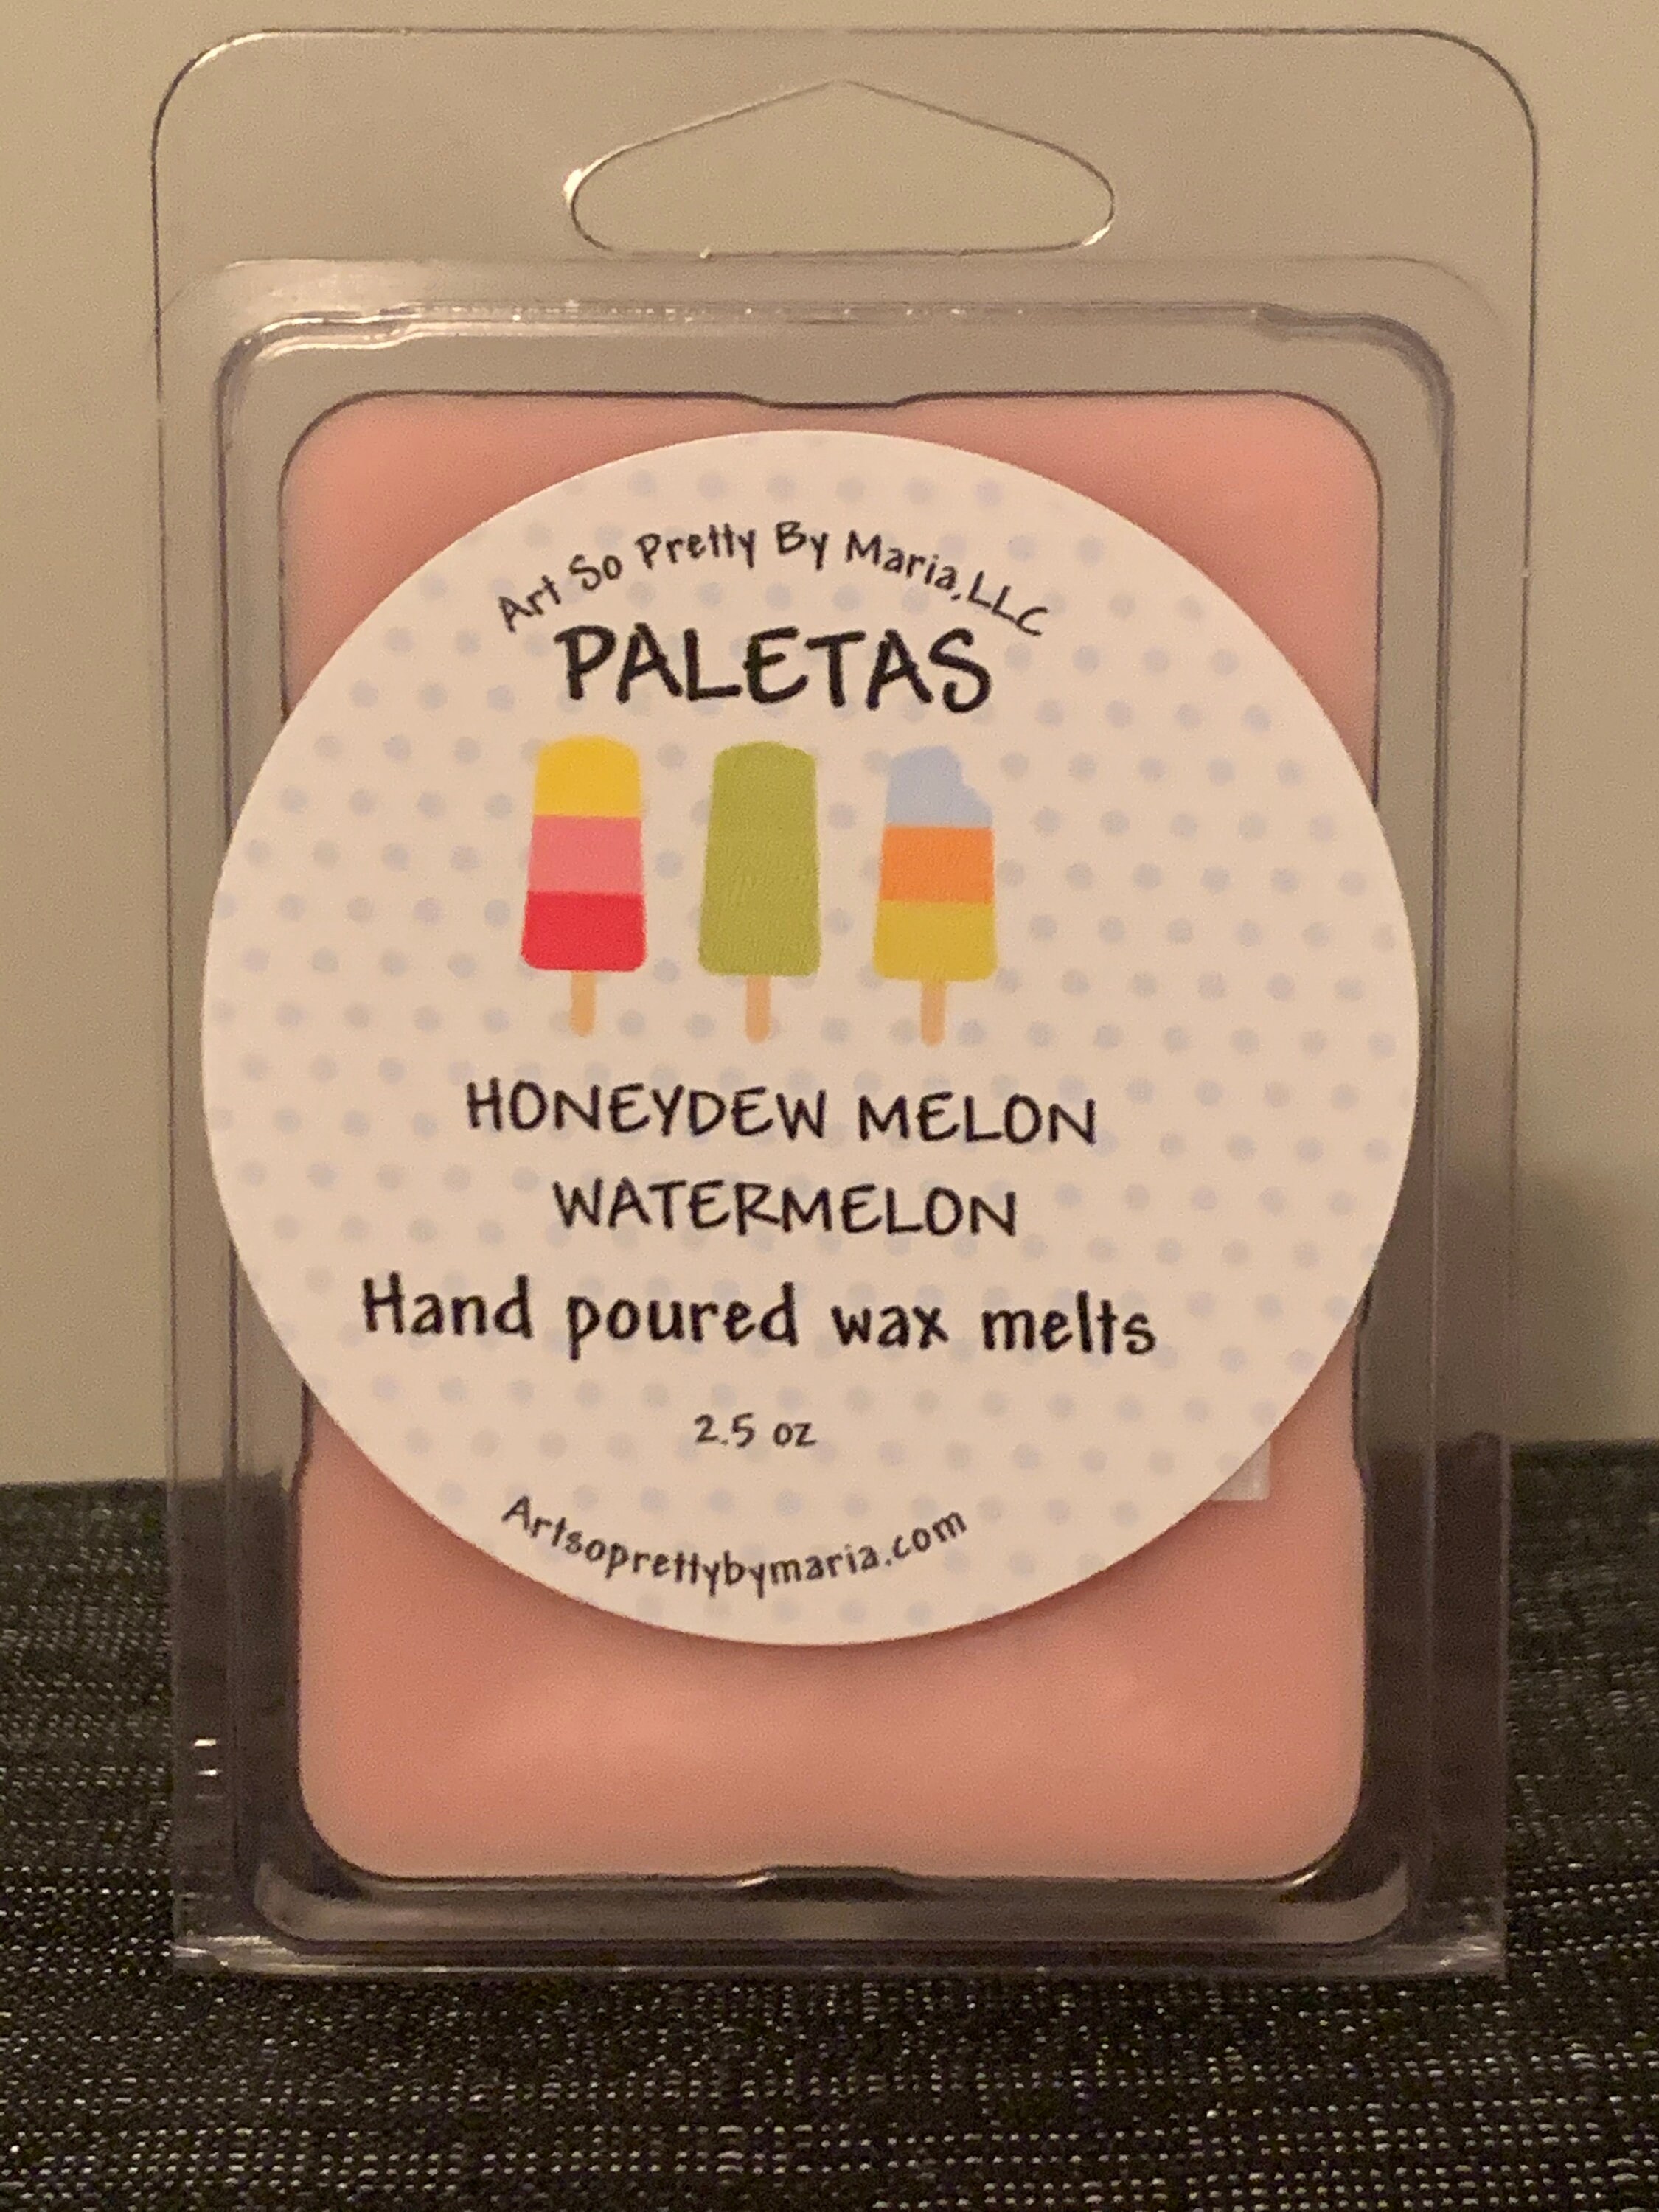 Art So Pretty By Maria, LLC
PALETAS
HONEYDEW MELON
WATERMELON
Hand poured wax melts
2.5 oz
Artsoprettybymaria.com